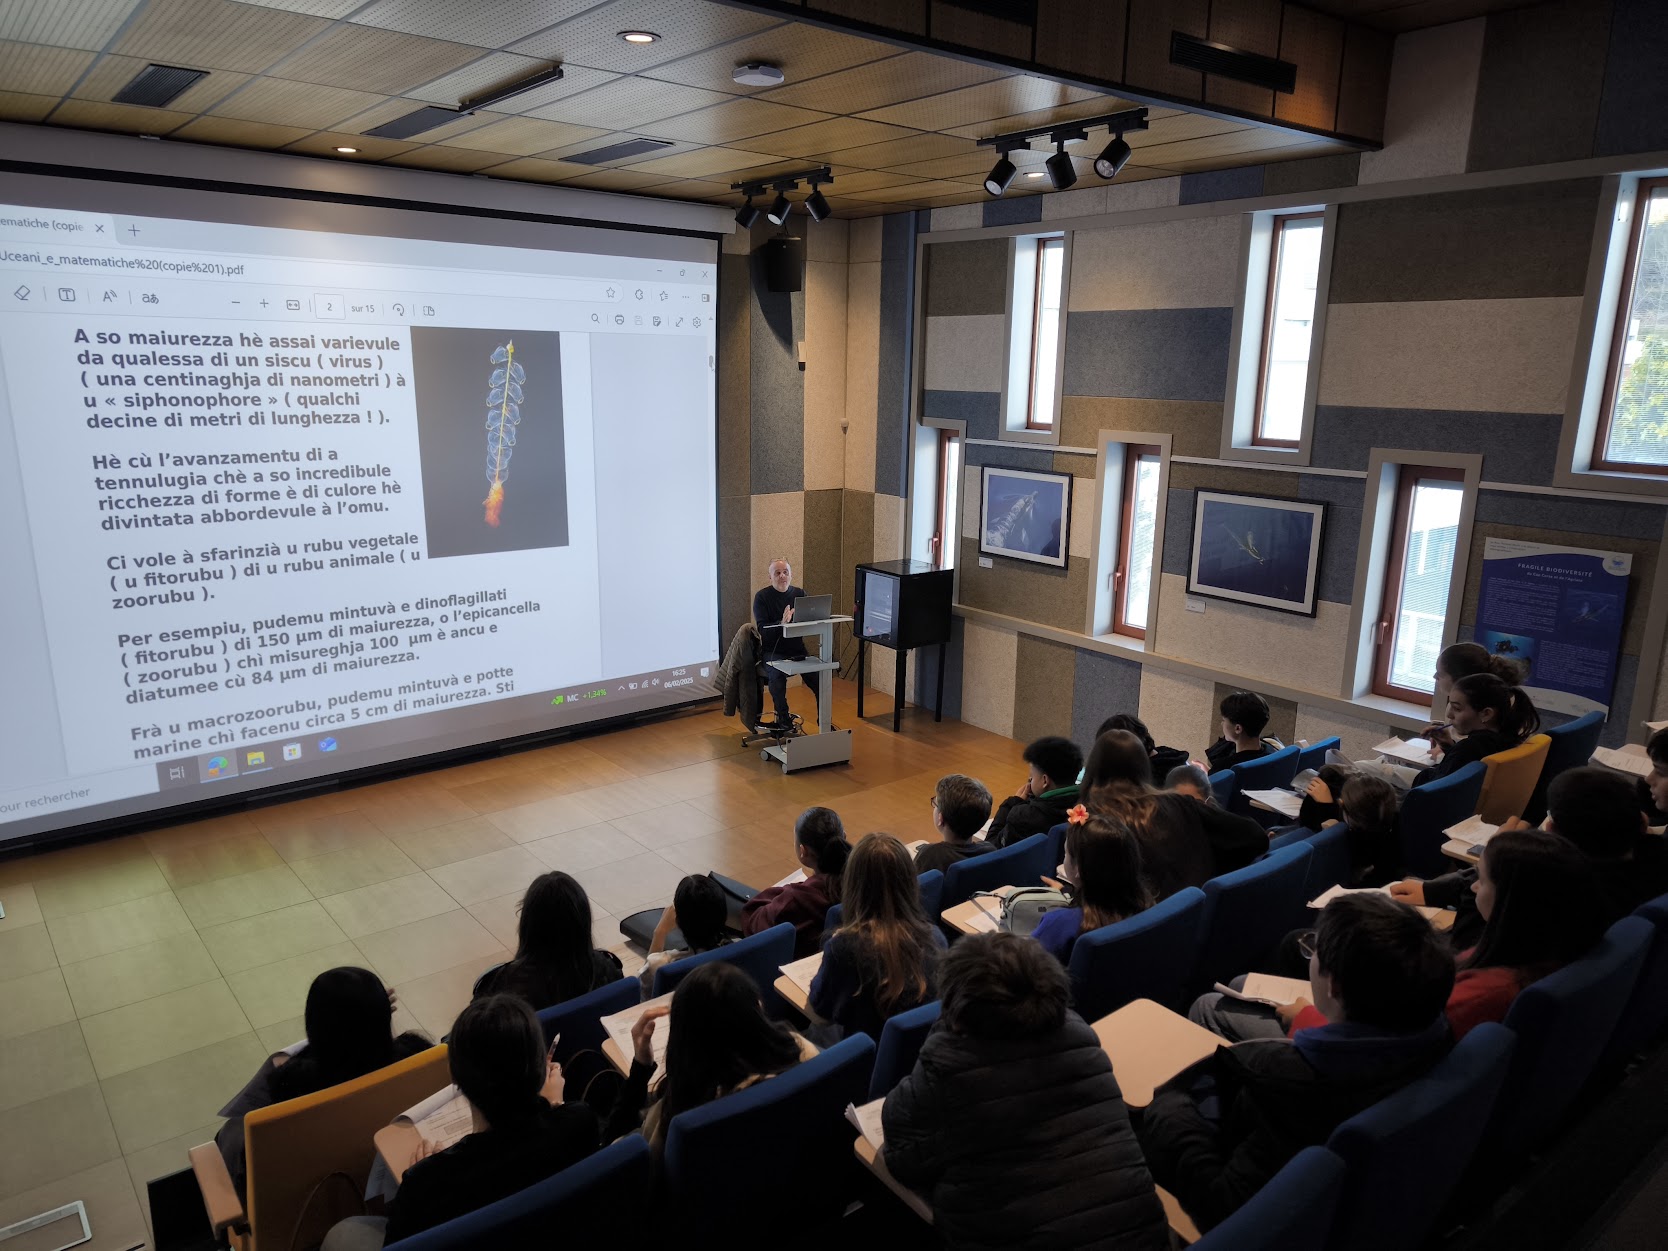 ematiche (copie
Uceani_e_matematiche%20(copie%201).pdf
2 sur 15
A so maiurezza hè assai varievule
da qualessa di un siscu ( virus )
( una centinaghja di nanometri ) à
u « siphonophore » ( qualchi
decine di metri di lunghezza ! ).
Hè cù l’avanzamentu di a
tennulugia chè a so incredibule
ricchezza di forme è di culore hè
divintata abbordevule à l’omu.
Ci vole à sfarinzià u rubu vegetale
( u fitorubu ) di u rubu animale ( u
zoorubu ).
Per esempiu, pudemu mintuvà e dinoflagillati
( fitorubu ) di 150 µm di maiurezza, o l’epicancella
( zoorubu ) chì misureghja 100 µm è ancu e
diatumee cù 84 µm di maiurezza.
Frà u macrozoorubu, pudemu mintuvà e potte
marine chì facenu circa 5 cm di maiurezza. Sti
MC +1,34%
16:25
06/02/2025
our rechercher
FRAGILE BIODIVERSITÉ